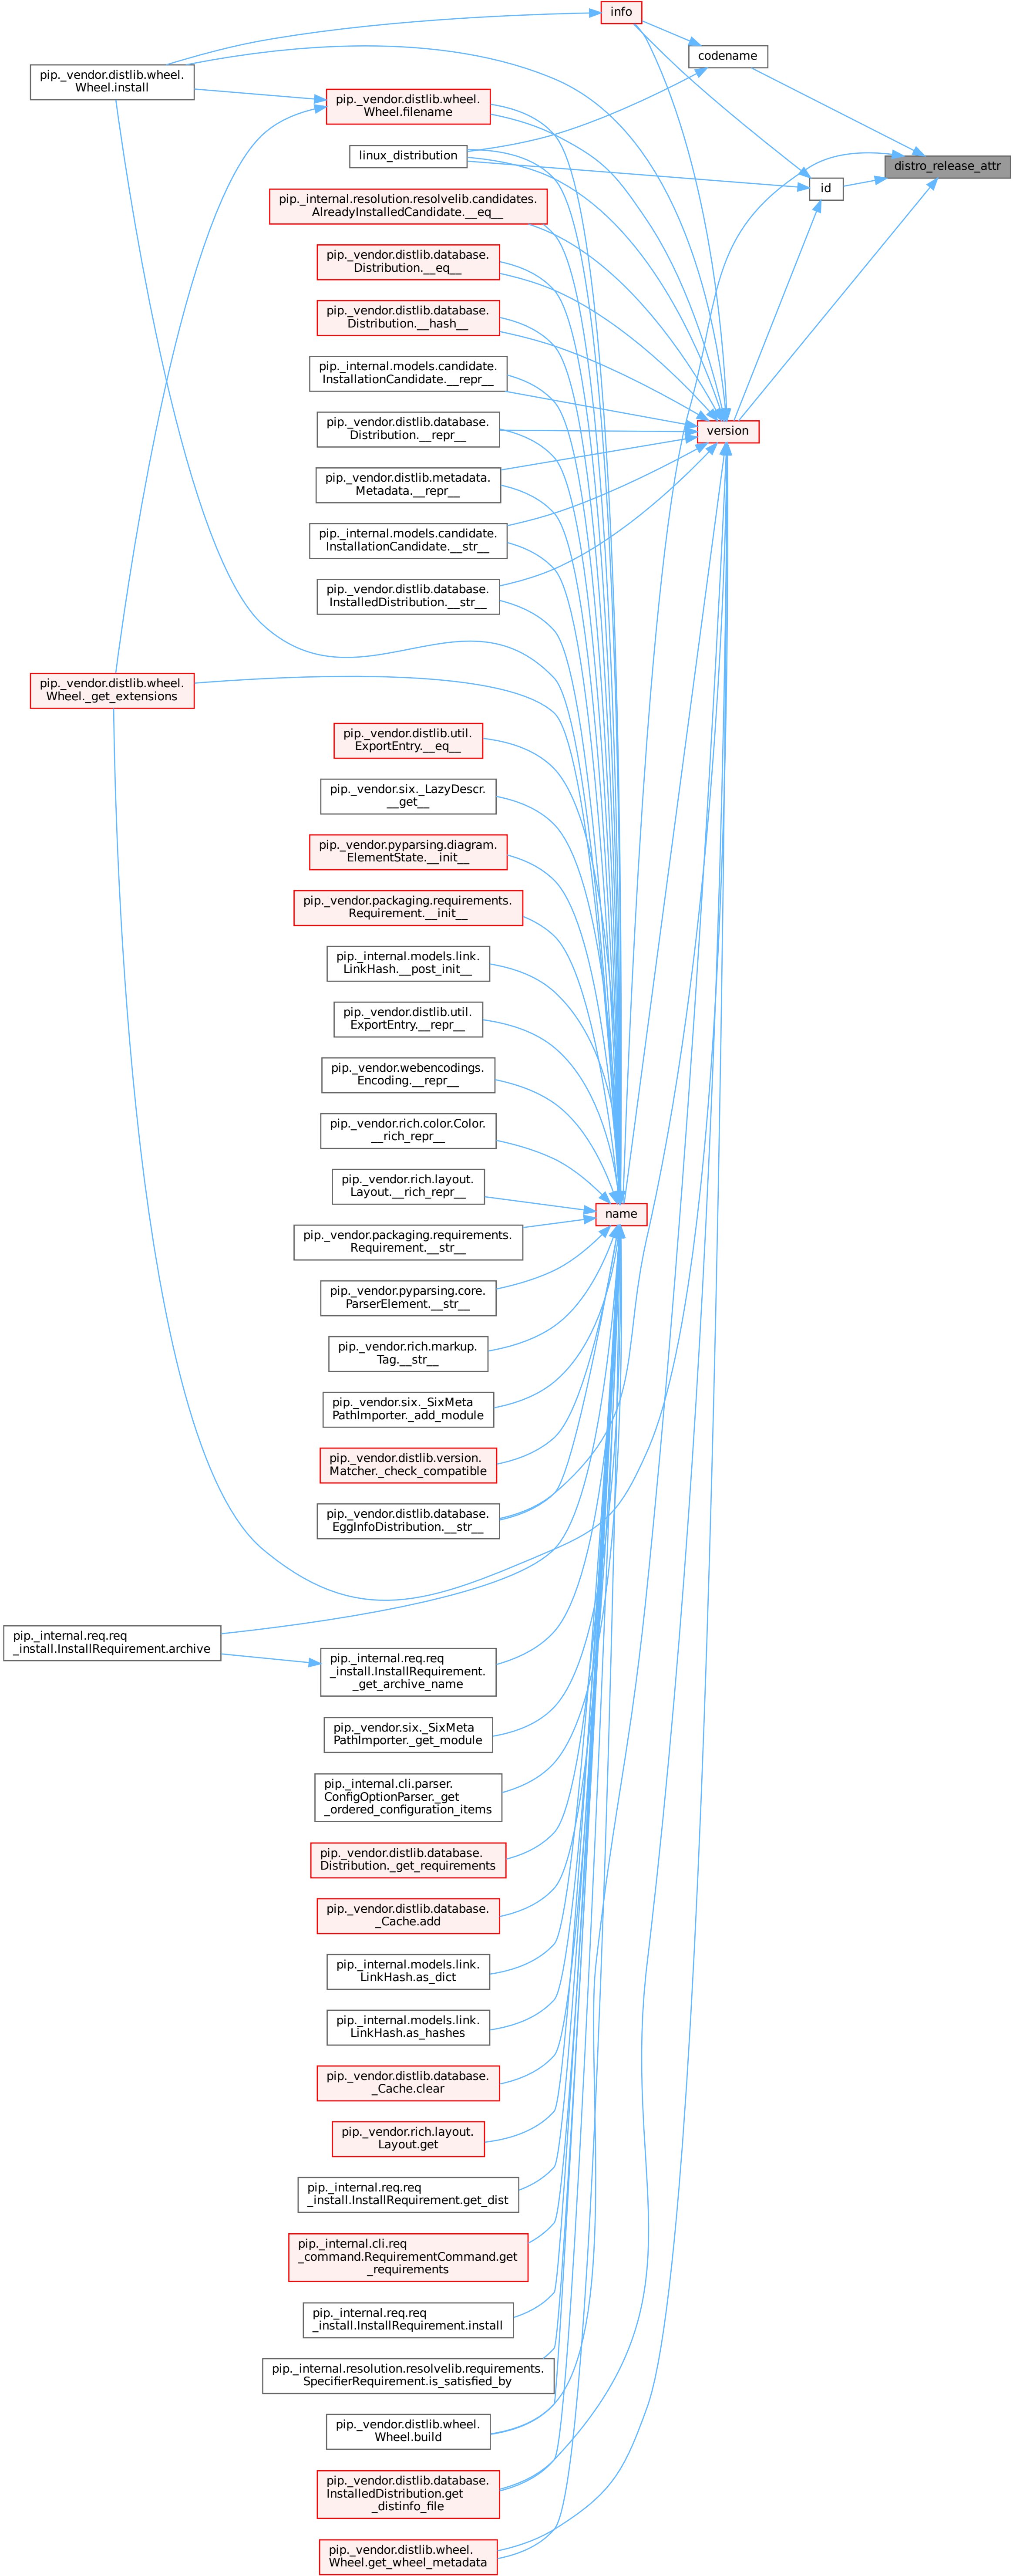 info
codename
pip._vendor.distlib.wheel.
Wheel.install
pip._vendor.distlib.wheel.
Wheel.filename
linux_distribution
distro_release_attr
id
pip._internal.resolution.resolvelib.candidates.
AlreadyInstalledCandidate.__eq__
pip._vendor.distlib.database.
Distribution.__eq__
pip._vendor.distlib.database.
Distribution.__hash__
pip._internal.models.candidate.
InstallationCandidate.__repr__
pip._vendor.distlib.database.
Distribution.__repr__
version
pip._vendor.distlib.metadata.
Metadata.__repr__
pip._internal.models.candidate.
InstallationCandidate.__str__
pip._vendor.distlib.database.
InstalledDistribution.__str__
pip._vendor.distlib.wheel.
Wheel._get_extensions
pip._vendor.distlib.util.
ExportEntry.__eq__
pip._vendor.six._LazyDescr.
__get__
pip._vendor.pyparsing.diagram.
ElementState.__init__
pip._vendor.packaging.requirements.
Requirement.__init__
pip._internal.models.link.
LinkHash.__post_init__
pip._vendor.distlib.util.
ExportEntry.__repr__
pip._vendor.webencodings.
Encoding.__repr__
pip._vendor.rich.color.Color.
__rich_repr__
pip._vendor.rich.layout.
Layout.__rich_repr__
name
pip._vendor.packaging.requirements.
Requirement.__str__
pip._vendor.pyparsing.core.
ParserElement.__str__
pip._vendor.rich.markup.
Tag.__str__
pip._vendor.six._SixMeta
PathImporter._add_module
pip._vendor.distlib.version.
Matcher._check_compatible
pip._vendor.distlib.database.
EggInfoDistribution.__str__
pip._internal.req.req
_install.InstallRequirement.archive
pip._internal.req.req
_install.InstallRequirement.
_get_archive_name
pip._vendor.six._SixMeta
PathImporter._get_module
pip._internal.cli.parser.
ConfigOptionParser._get
_ordered_configuration_items
pip._vendor.distlib.database.
Distribution._get_requirements
pip._vendor.distlib.database.
_Cache.add
pip._internal.models.link.
LinkHash.as_dict
pip._internal.models.link.
LinkHash.as_hashes
pip._vendor.distlib.database.
_Cache.clear
pip._vendor.rich.layout.
Layout.get
pip._internal.req.req
_install.InstallRequirement.get_dist
pip._internal.cli.req
_command.RequirementCommand.get
_requirements
pip._internal.req.req
_install.InstallRequirement.install
pip._internal.resolution.resolvelib.requirements.
SpecifierRequirement.is_satisfied_by
pip._vendor.distlib.wheel.
Wheel.build
pip._vendor.distlib.database.
InstalledDistribution.get
_distinfo_file
pip._vendor.distlib.wheel.
Wheel.get_wheel_metadata